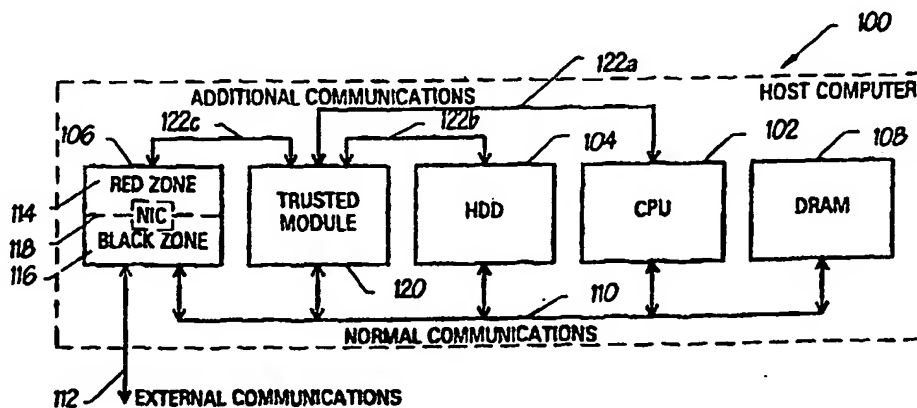 100
122a
ADDITIONAL COMMUNICATIONS
HOST COMPUTER
122c
122b
106
104
102
108
114
RED ZONE
118
NIC
BLACK ZONE
116
TRUSTED
MODULE
HDD
CPU
DRAM
120
110
NORMAL COMMUNICATIONS
112
EXTERNAL COMMUNICATIONS